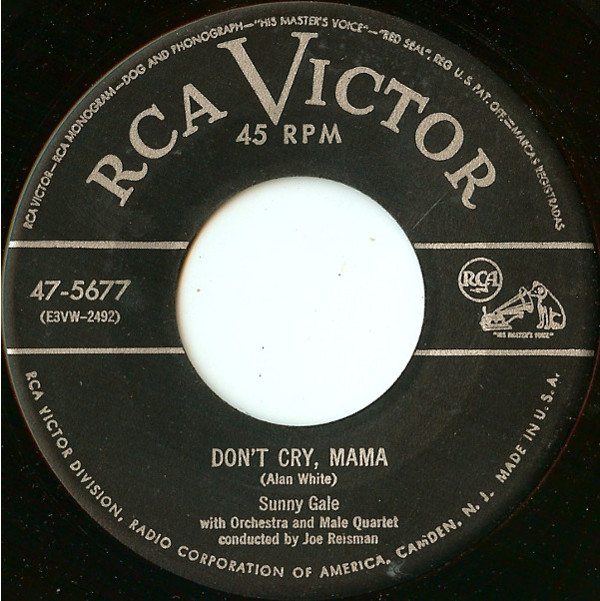 RCA VICTOR—RCA MONOGRAM—DOG AND PHONOGRAPH—"HIS MASTER'S VOICE"—"RED SEAL", REG U.S. PAT. OFF.—MARCAS REGISTRADAS
RCA VICTOR
45 RPM
47-5677
(E3VW-2492)
RCA
"HIS MASTER'S VOICE"
DON'T CRY, MAMA
(Alan White)
Sunny Gale
with Orchestra and Male Quartet
conducted by Joe Reisman
RCA VICTOR DIVISION, RADIO CORPORATION OF AMERICA, CAMDEN, N. J. MADE IN U. S. A.